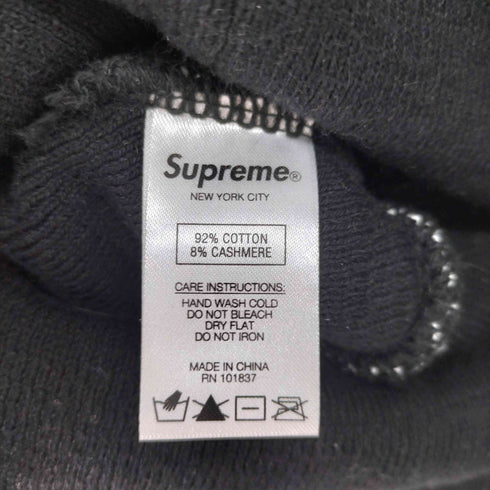 Supreme®
NEW YORK CITY
92% COTTON
8% CASHMERE
CARE INSTRUCTIONS:
HAND WASH COLD
DO NOT BLEACH
DRY FLAT
DO NOT IRON
MADE IN CHINA
RN 101837